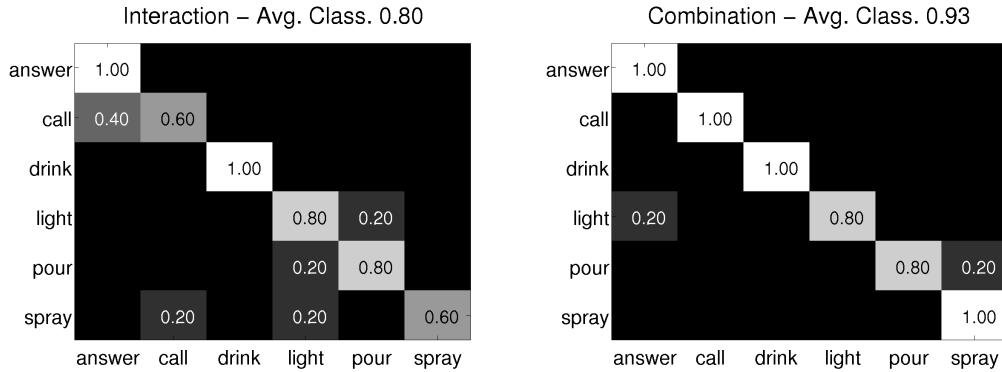 Interaction – Avg. Class. 0.80
answer 1.00
call 0.40 0.60
drink 1.00
light 0.80 0.20
pour 0.20 0.80
spray 0.20 0.20 0.60
answer call drink light pour spray
Combination – Avg. Class. 0.93
answer 1.00
call 1.00
drink 1.00
light 0.20 0.80
pour 0.80 0.20
spray 1.00
answer call drink light pour spray